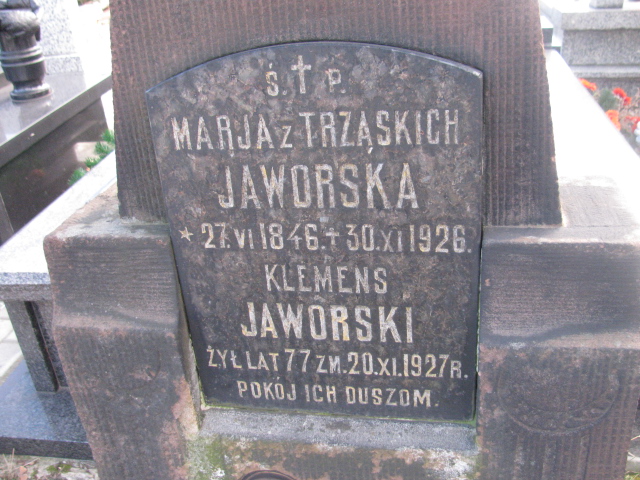 Ś.†P.
MARJA z TRZĄSKICH
JAWORSKA
* 27.VI 1846. + 30.XI 1926.
KLEMENS
JAWORSKI
ŻYŁ LAT 77 ZM. 20.XI.1927 R.
POKÓJ ICH DUSZOM.